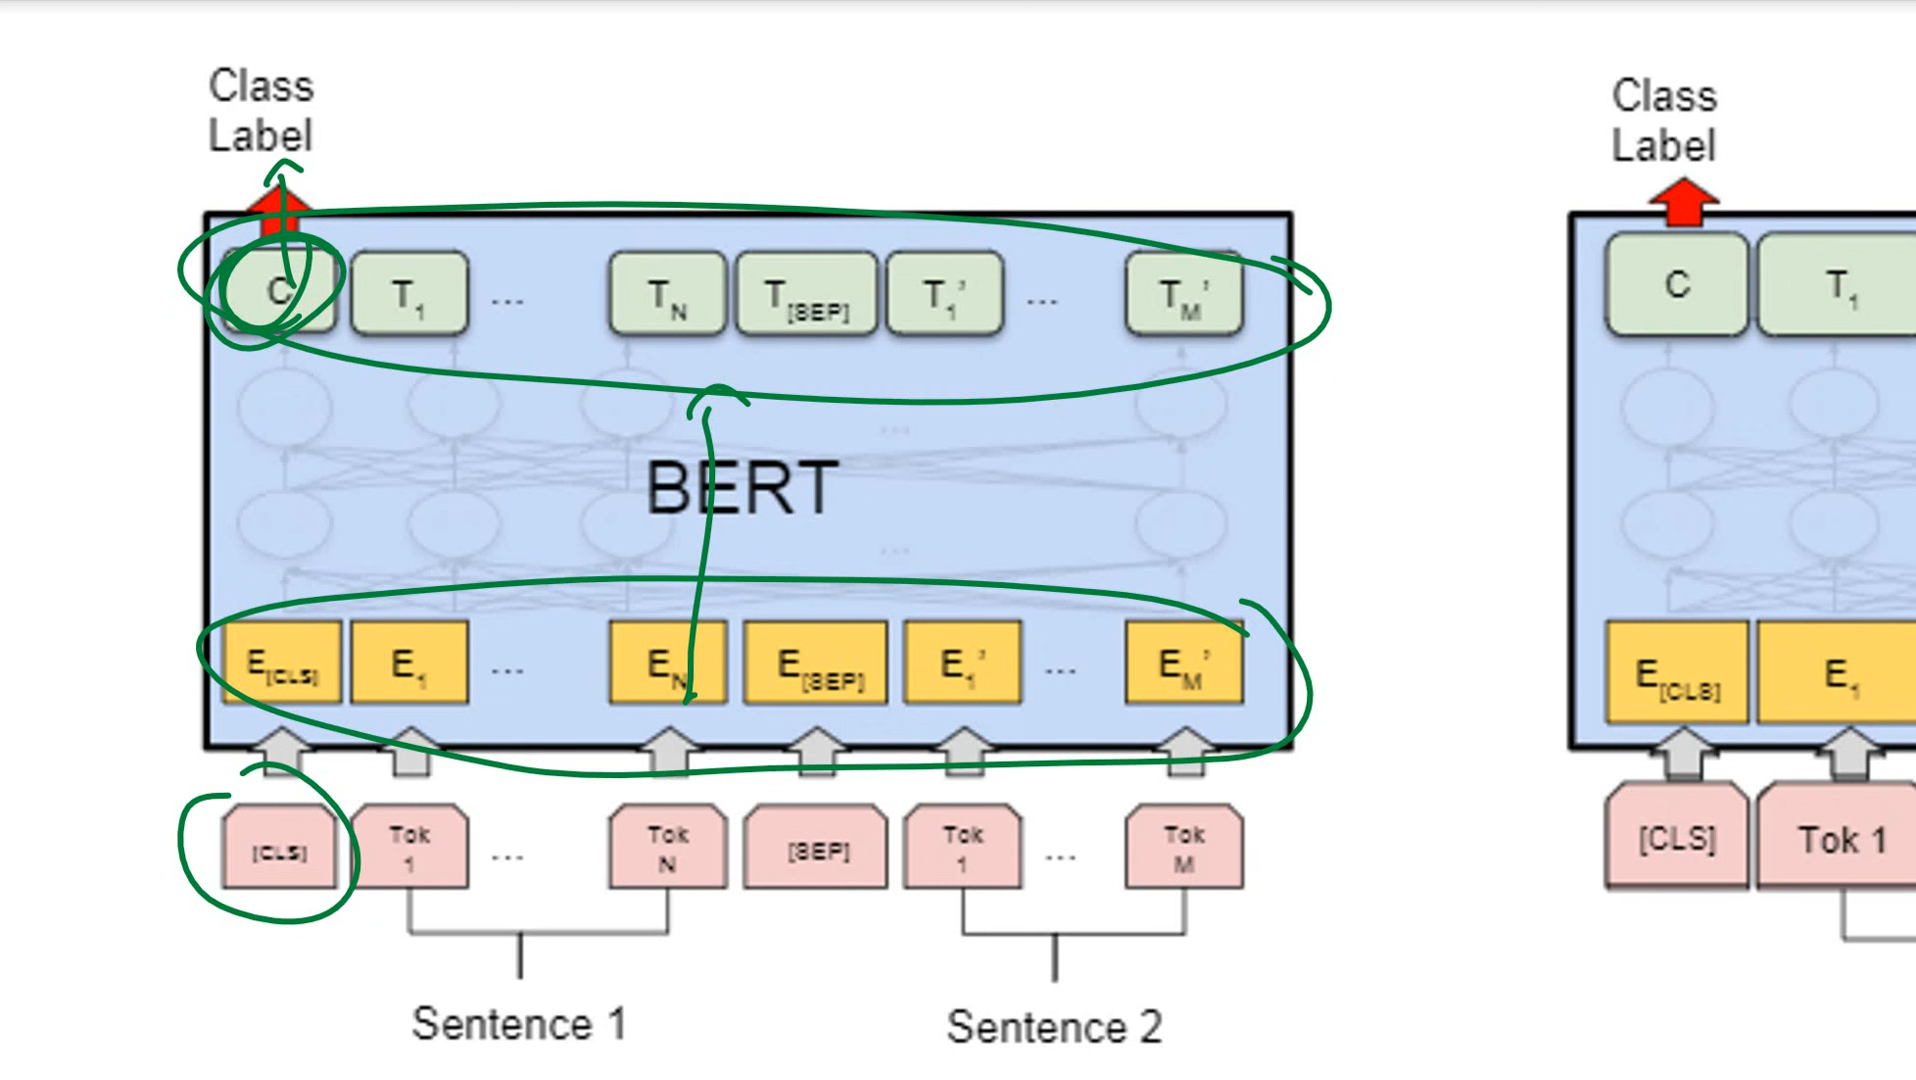 Class
Label
C T1 ... TN T[SEP] T1' ... TM'
BERT
...
...
E[CLS] E1 ... EN E[SEP] E1' ... EM'
[CLS] Tok 1 ... Tok N [SEP] Tok 1 ... Tok M
Sentence 1 Sentence 2
Class
Label
C T1
E[CLS] E1
[CLS] Tok 1